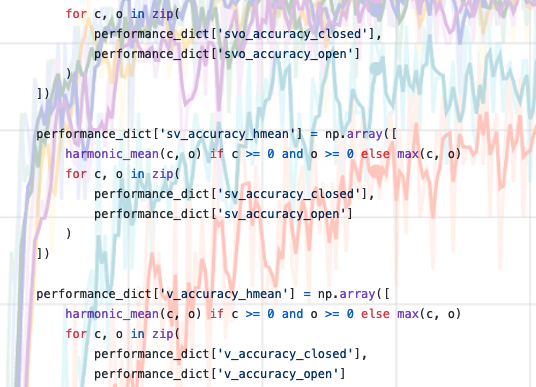 for c, o in zip(
performance_dict['svo_accuracy_closed'],
performance_dict['svo_accuracy_open']
)
])
performance_dict['sv_accuracy_hmean'] = np.array([
harmonic_mean(c, o) if c >= 0 and o >= 0 else max(c, o)
for c, o in zip(
performance_dict['sv_accuracy_closed'],
performance_dict['sv_accuracy_open']
)
])
performance_dict['v_accuracy_hmean'] = np.array([
harmonic_mean(c, o) if c >= 0 and o >= 0 else max(c, o)
for c, o in zip(
performance_dict['v_accuracy_closed'],
performance_dict['v_accuracy_open']